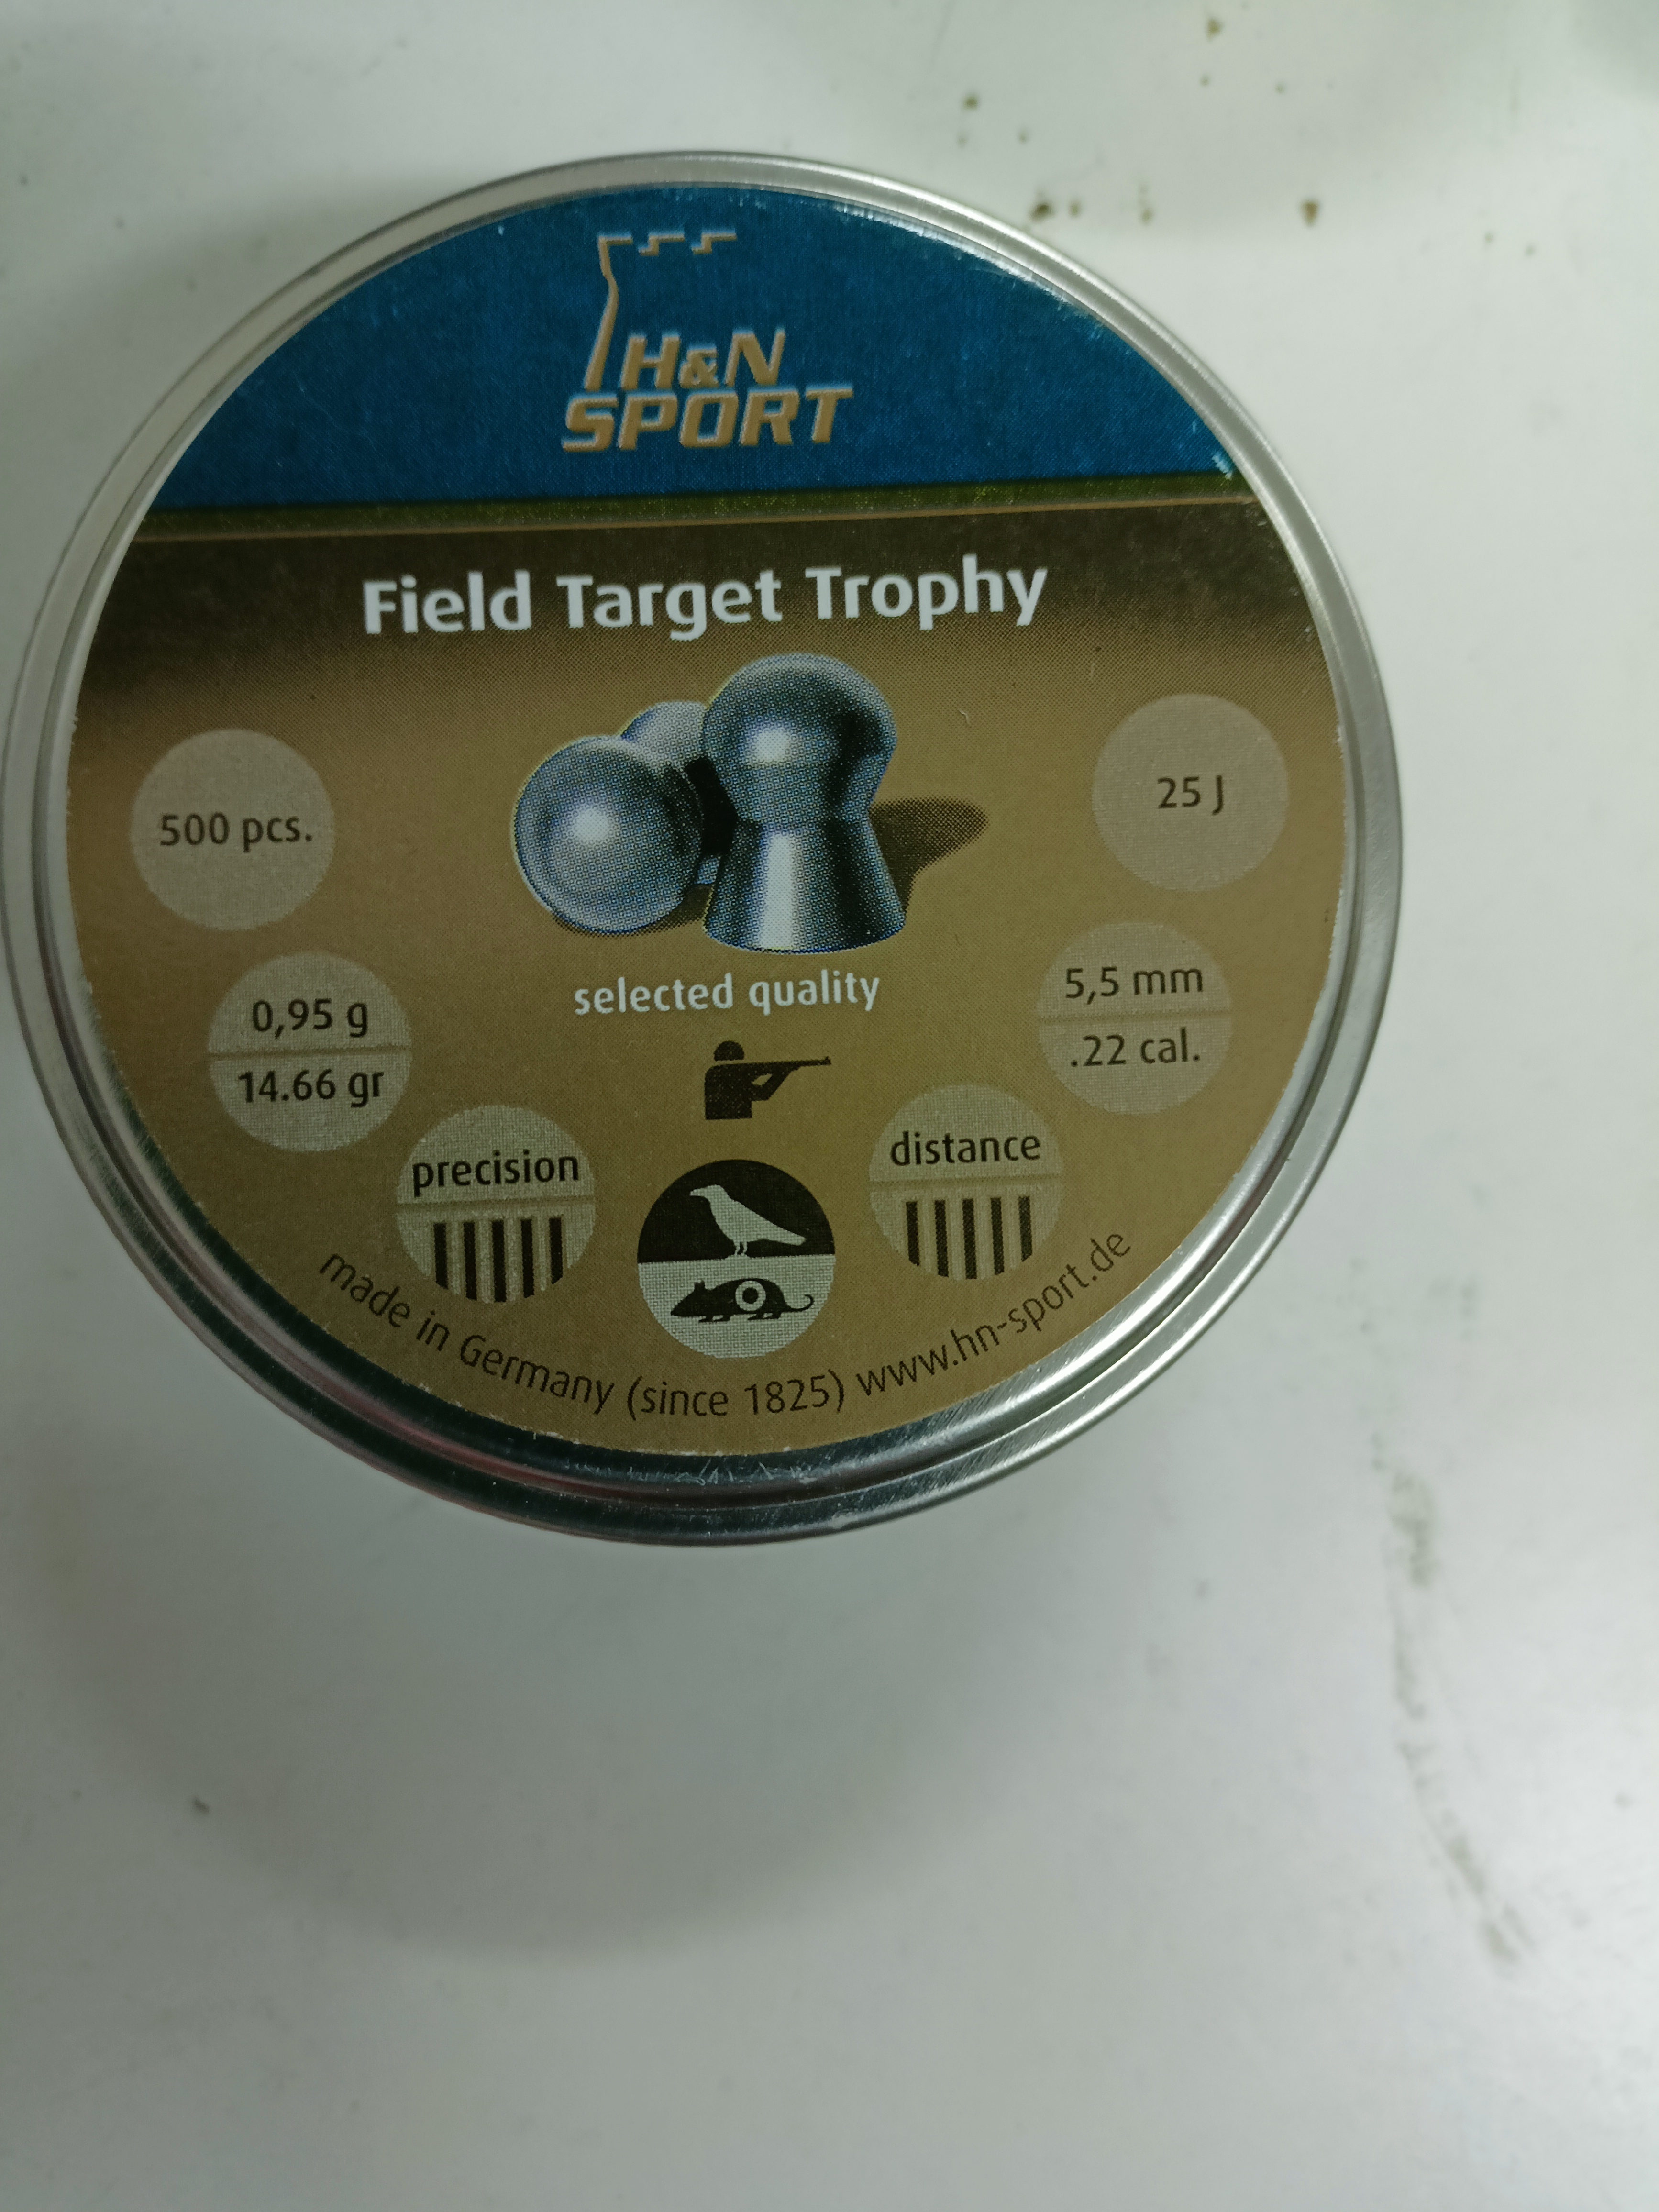 H&N
SPORT
Field Target Trophy
500 pcs.
25 J
selected quality
0,95 g
14.66 gr
5,5 mm
.22 cal.
precision
distance
made in Germany (since 1825) www.hn-sport.de